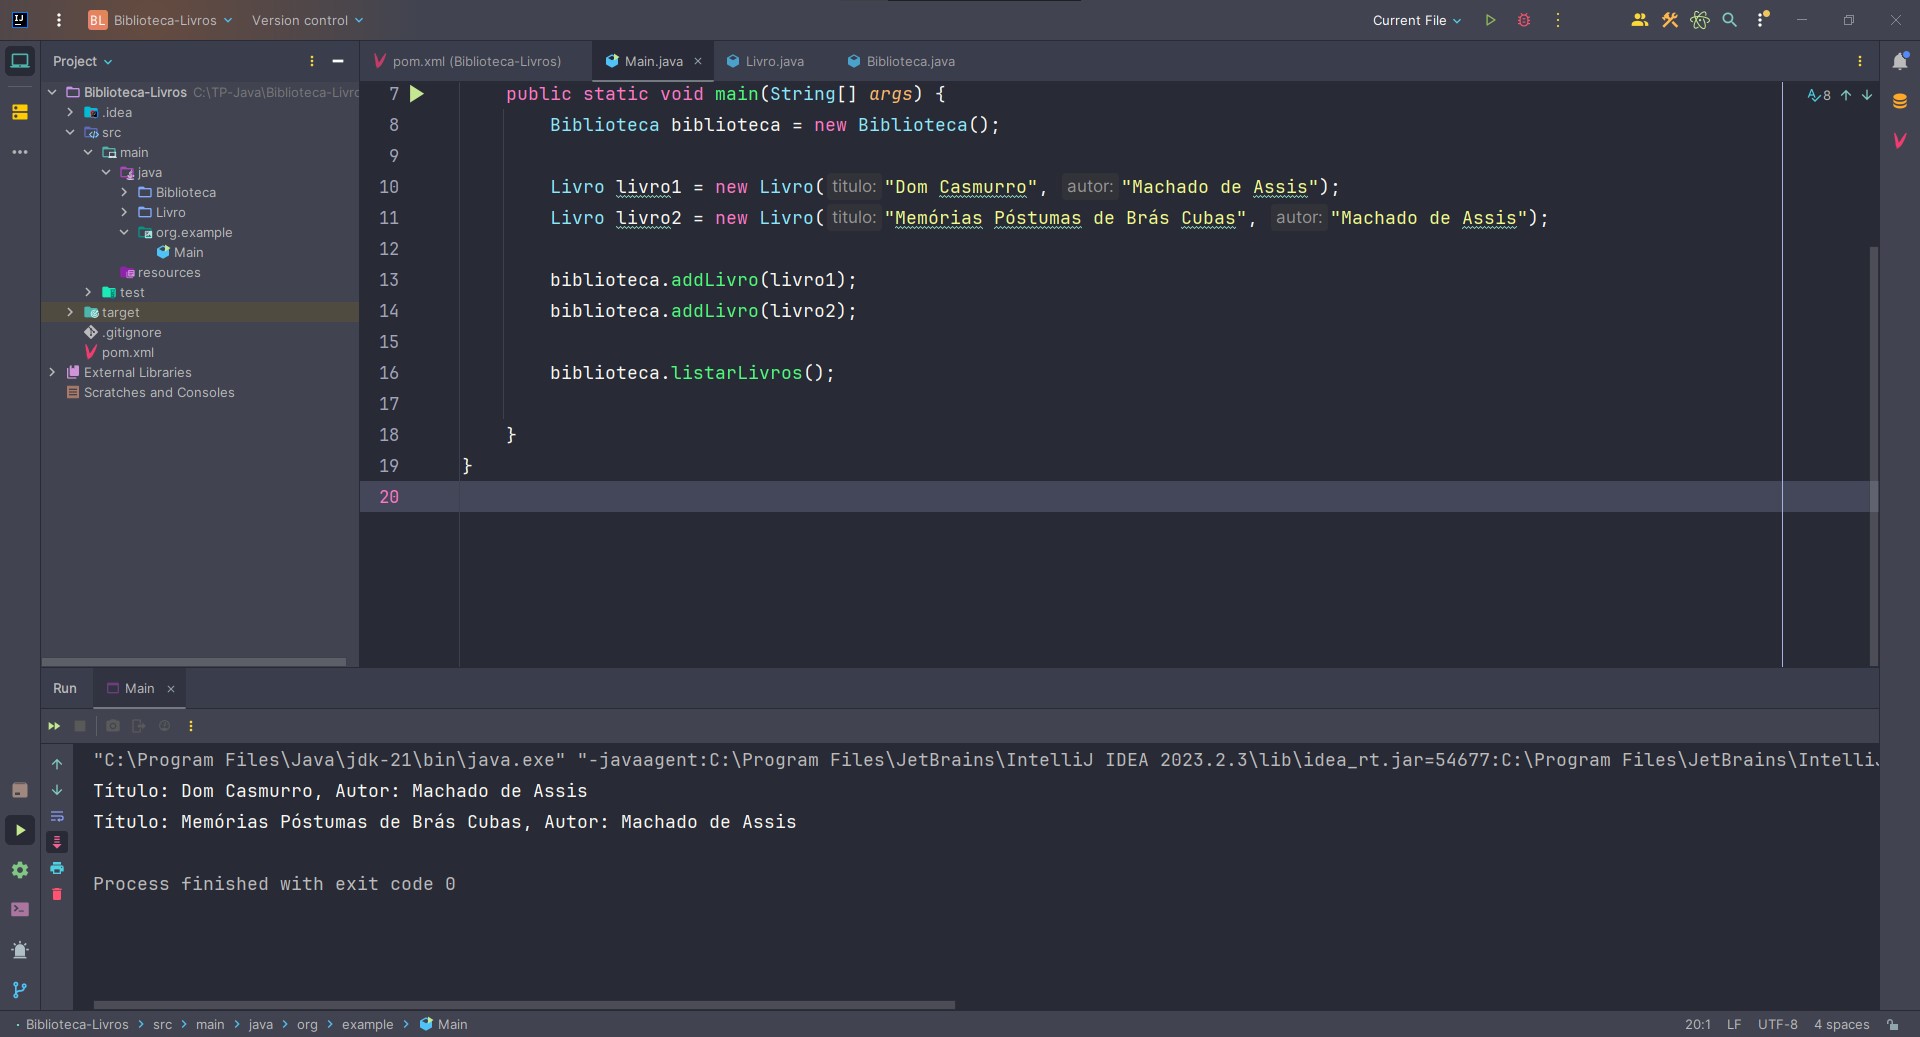 BL Biblioteca-Livros Version control Current File
Project
pom.xml (Biblioteca-Livros) Main.java Livro.java Biblioteca.java
Biblioteca-Livros C:\TP-Java\Biblioteca-Livro
.idea
src
main
java
Biblioteca
Livro
org.example
Main
resources
test
target
.gitignore
pom.xml
External Libraries
Scratches and Consoles
8
7 public static void main(String[] args) {
8 Biblioteca biblioteca = new Biblioteca();
9
10 Livro livro1 = new Livro( titulo: "Dom Casmurro", autor: "Machado de Assis");
11 Livro livro2 = new Livro( titulo: "Memórias Póstumas de Brás Cubas", autor: "Machado de Assis");
12
13 biblioteca.addLivro(livro1);
14 biblioteca.addLivro(livro2);
15
16 biblioteca.listarLivros();
17
18 }
19 }
20
Run Main
"C:\Program Files\Java\jdk-21\bin\java.exe" "-javaagent:C:\Program Files\JetBrains\IntelliJ IDEA 2023.2.3\lib\idea_rt.jar=54677:C:\Program Files\JetBrains\IntelliJ
Título: Dom Casmurro, Autor: Machado de Assis
Título: Memórias Póstumas de Brás Cubas, Autor: Machado de Assis
Process finished with exit code 0
Biblioteca-Livros > src > main > java > org > example > Main 20:1 LF UTF-8 4 spaces